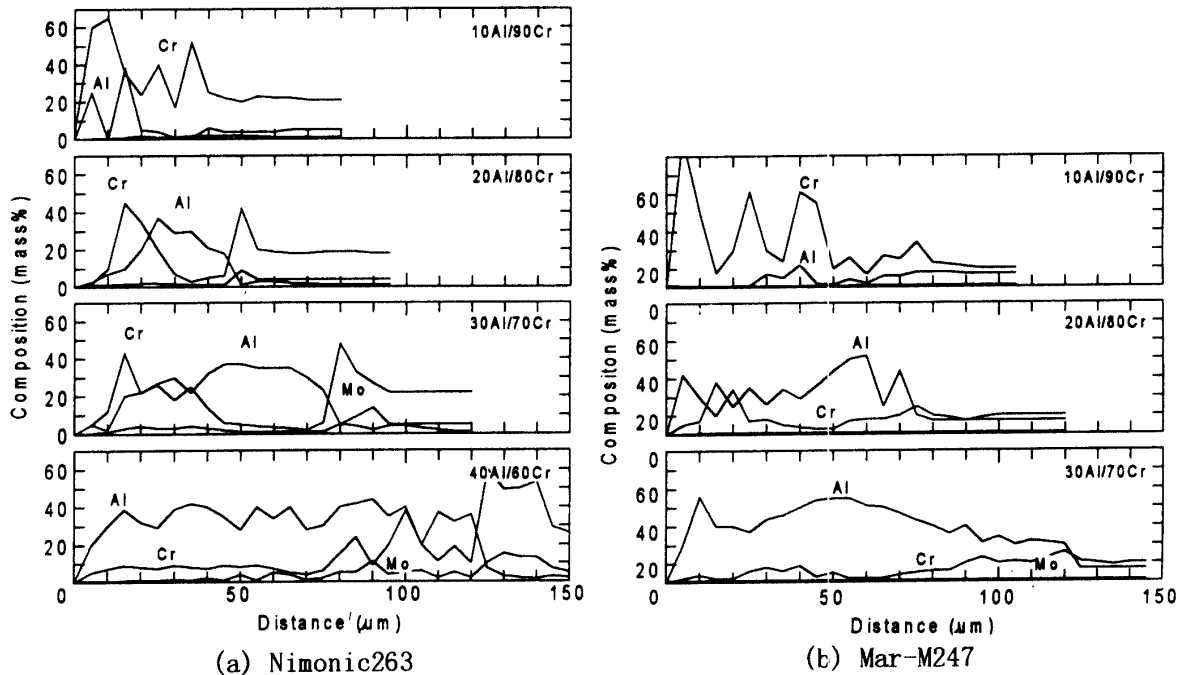 Composition (mass%)
60
40
20
0
10Al/90Cr
Cr
Al
60
40
20
0
20Al/80Cr
Cr
Al
60
40
20
0
30Al/70Cr
Cr
Al
Mo
60
40
20
0
40Al/60Cr
Al
Cr
Mo
0 50 100 150
Distance (μm)
(a) Nimonic263
Compositon (mass%)
60
40
20
0
10Al/90Cr
Cr
Al
60
40
20
0
20Al/80Cr
Al
Cr
60
40
20
30Al/70Cr
Al
Cr
Mo
0 50 100 150
Distance (μm)
(b) Mar-M247